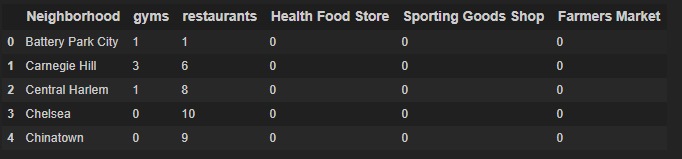 Neighborhood gyms restaurants Health Food Store Sporting Goods Shop Farmers Market
0 Battery Park City 1 1 0 0 0
1 Carnegie Hill 3 6 0 0 0
2 Central Harlem 1 8 0 0 0
3 Chelsea 0 10 0 0 0
4 Chinatown 0 9 0 0 0